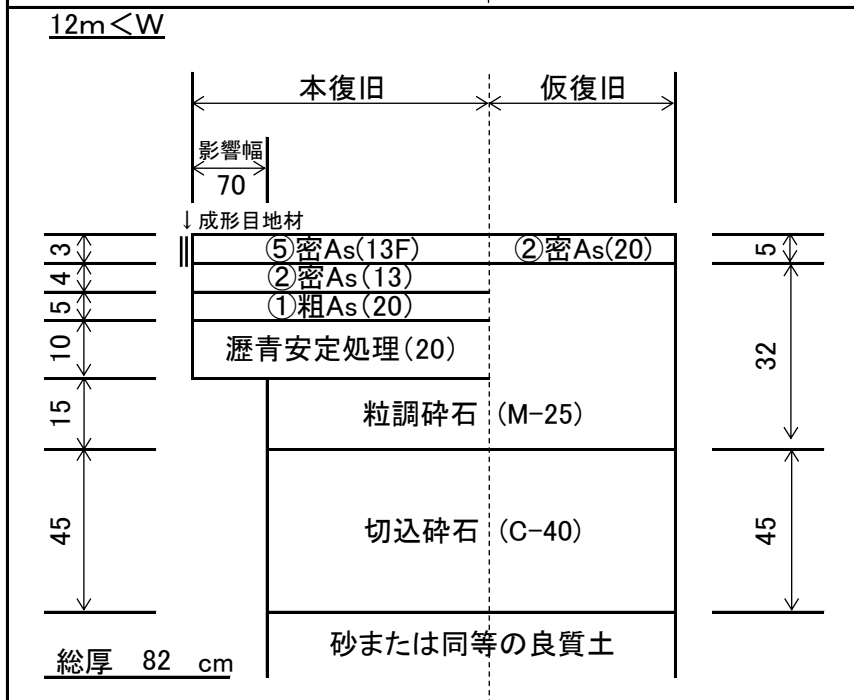 12m＜W
本復旧 仮復旧
影響幅
70
↓成形目地材
3 ⑤密As(13F) ②密As(20) 5
4 ②密As(13)
5 ①粗As(20)
10 瀝青安定処理(20) 32
15 粒調砕石 (M-25)
45 切込砕石 (C-40) 45
砂または同等の良質土
総厚 82 cm